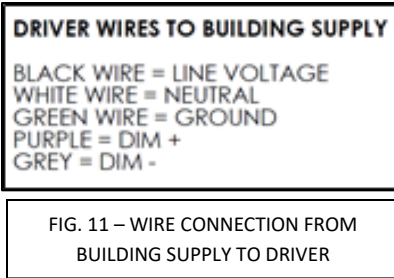 DRIVER WIRES TO BUILDING SUPPLY
BLACK WIRE = LINE VOLTAGE
WHITE WIRE = NEUTRAL
GREEN WIRE = GROUND
PURPLE = DIM +
GREY = DIM -
FIG. 11 – WIRE CONNECTION FROM
BUILDING SUPPLY TO DRIVER